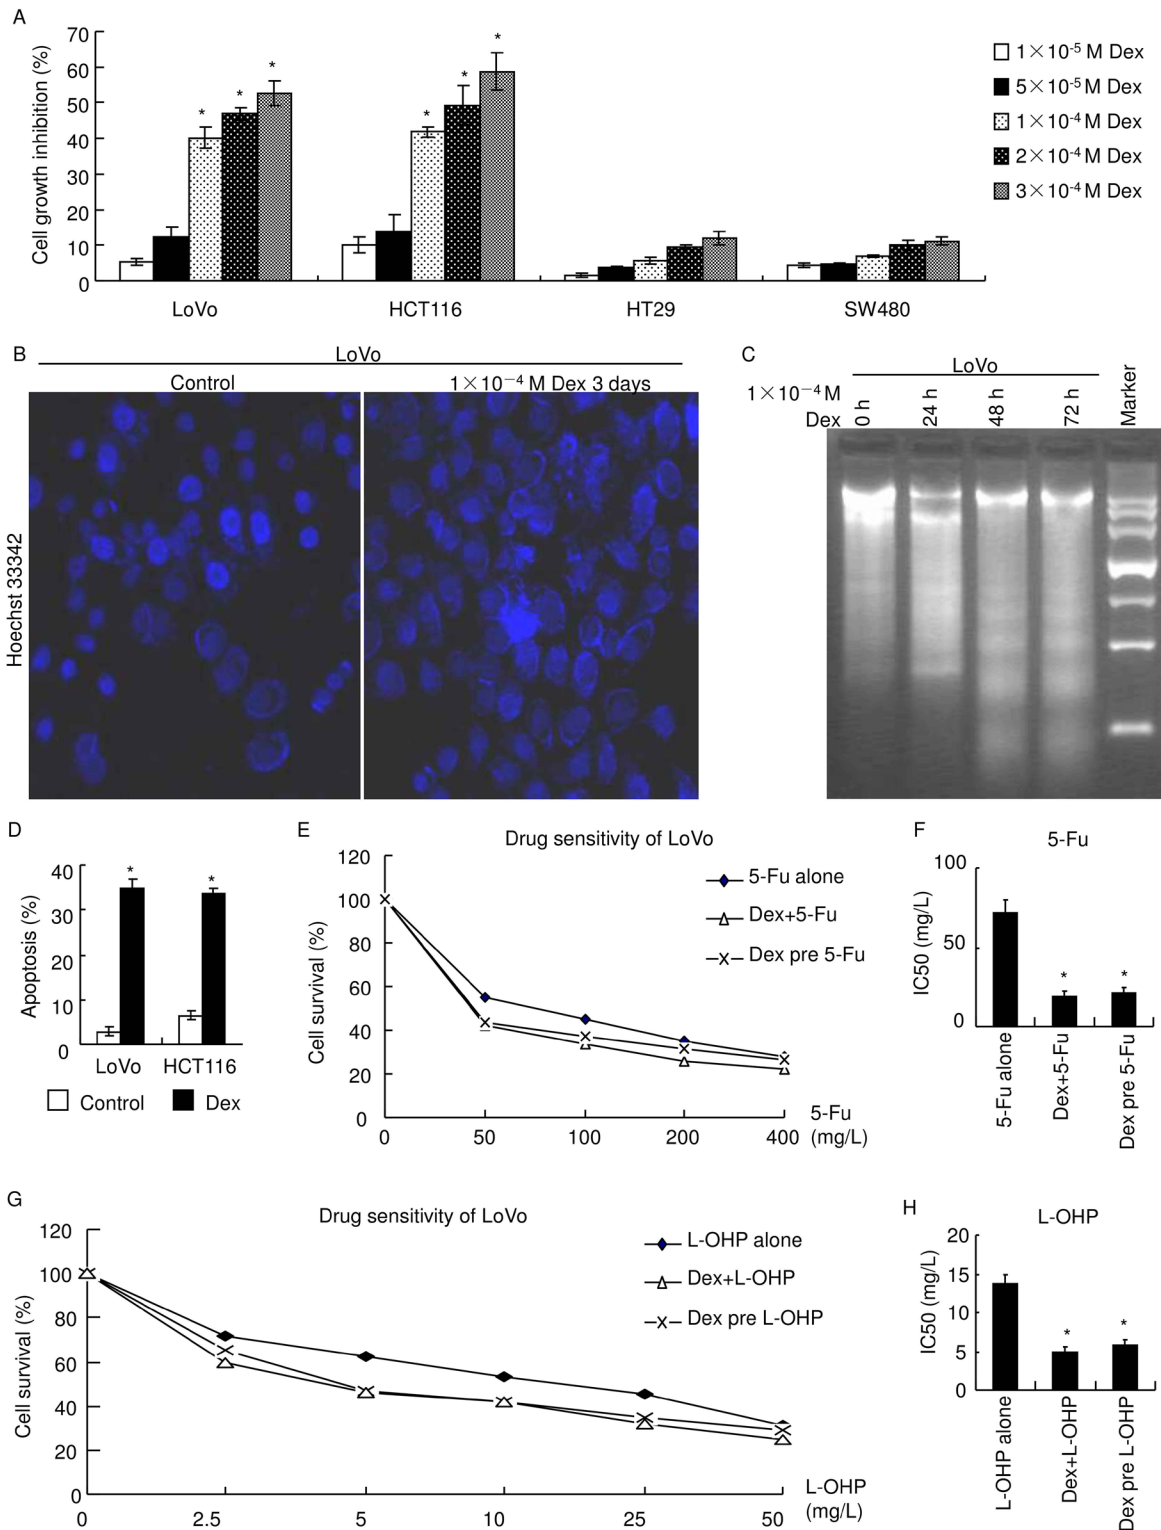 A
Cell growth inhibition (%)
70
60
50
40
30
20
10
0
* * *
* * *
LoVo HCT116 HT29 SW480
1×10-5 M Dex
5×10-5 M Dex
1×10-4 M Dex
2×10-4 M Dex
3×10-4 M Dex
B
LoVo
Control 1×10−4 M Dex 3 days
Hoechst 33342
C
LoVo
1×10−4 M
Dex
0 h 24 h 48 h 72 h Marker
D
Apoptosis (%)
40
30
20
10
0
* *
LoVo HCT116
Control Dex
E
Drug sensitivity of LoVo
Cell survival (%)
120
100
80
60
40
20
0
0 50 100 200 400
5-Fu
(mg/L)
5-Fu alone
Dex+5-Fu
Dex pre 5-Fu
F
5-Fu
IC50 (mg/L)
100
50
0
* *
5-Fu alone
Dex+5-Fu
Dex pre 5-Fu
G
Drug sensitivity of LoVo
Cell survival (%)
120
100
80
60
40
20
0
0 2.5 5 10 25 50
L-OHP
(mg/L)
L-OHP alone
Dex+L-OHP
Dex pre L-OHP
H
L-OHP
IC50 (mg/L)
20
15
10
5
0
* *
L-OHP alone
Dex+L-OHP
Dex pre L-OHP